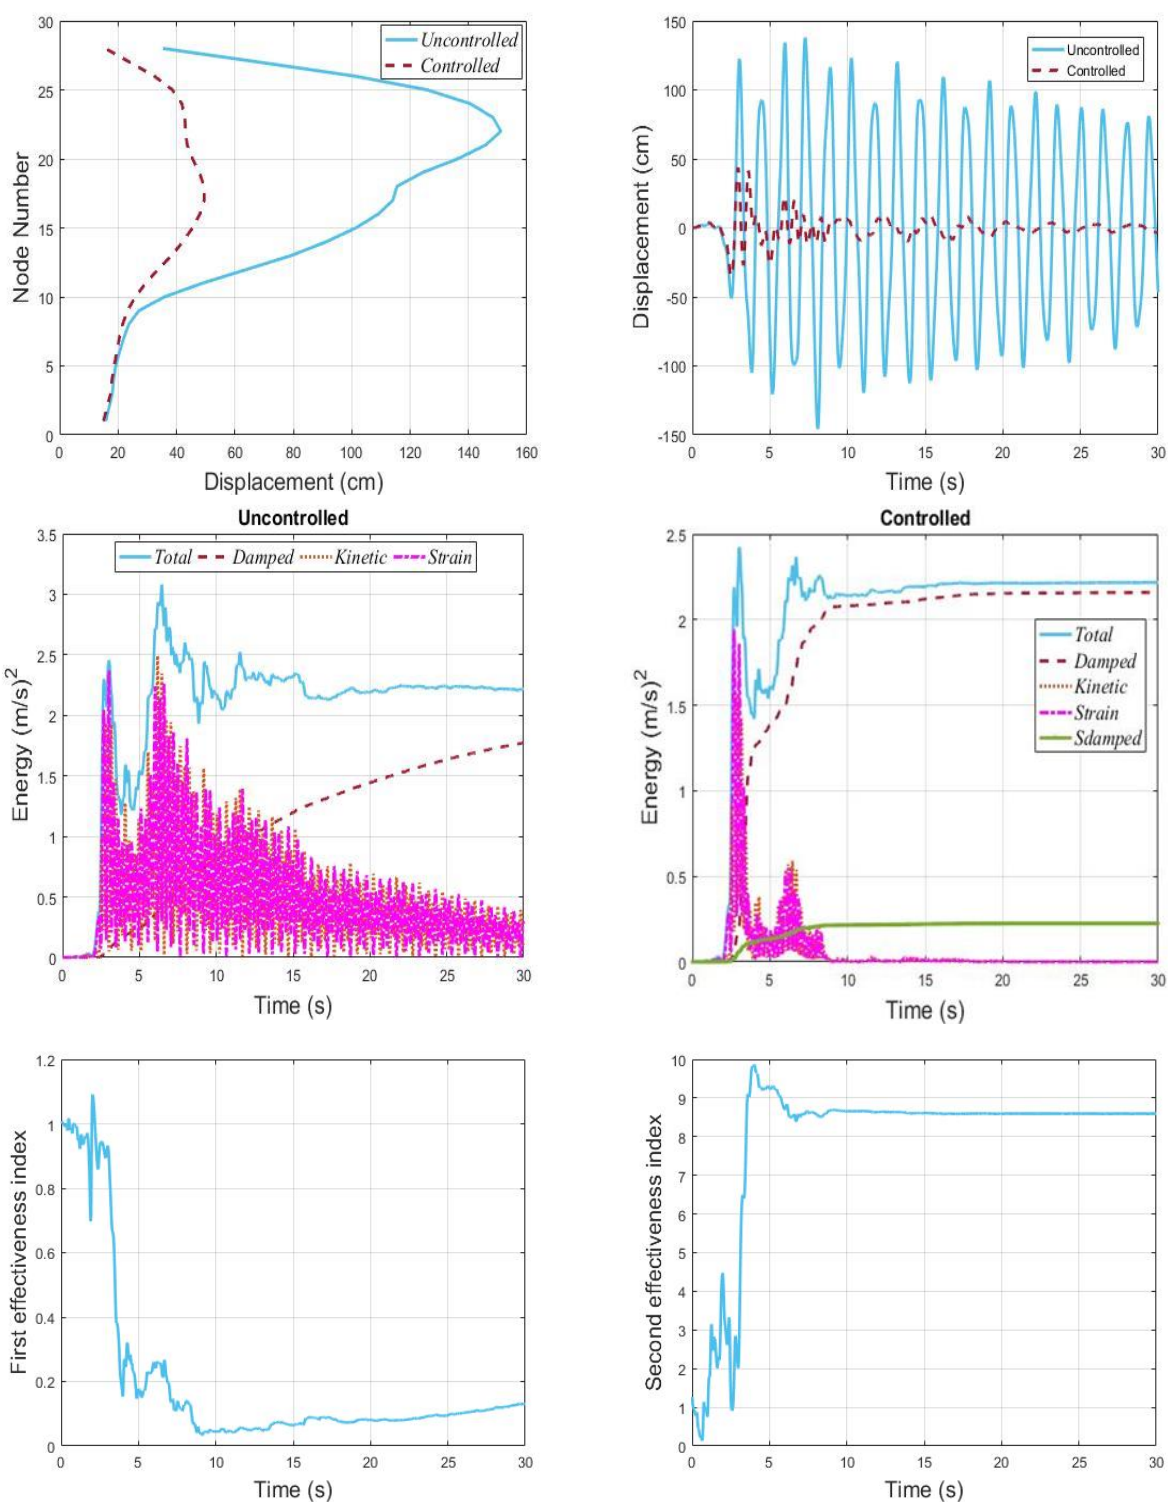 30
25
20
15
10
5
0
Node Number
Uncontrolled
Controlled
0 20 40 60 80 100 120 140 160
Displacement (cm)
150
100
50
0
-50
-100
-150
Displacement (cm)
Uncontrolled
Controlled
0 5 10 15 20 25 30
Time (s)
Uncontrolled
3.5
3
2.5
2
1.5
1
0.5
0
Energy (m/s)2
Total Damped Kinetic Strain
0 5 10 15 20 25 30
Time (s)
Controlled
2.5
2
1.5
1
0.5
0
Energy (m/s)2
Total
Damped
Kinetic
Strain
Sdamped
0 5 10 15 20 25 30
Time (s)
1.2
1
0.8
0.6
0.4
0.2
0
First effectiveness index
0 5 10 15 20 25 30
Time (s)
10
9
8
7
6
5
4
3
2
1
0
Second effectiveness index
0 5 10 15 20 25 30
Time (s)